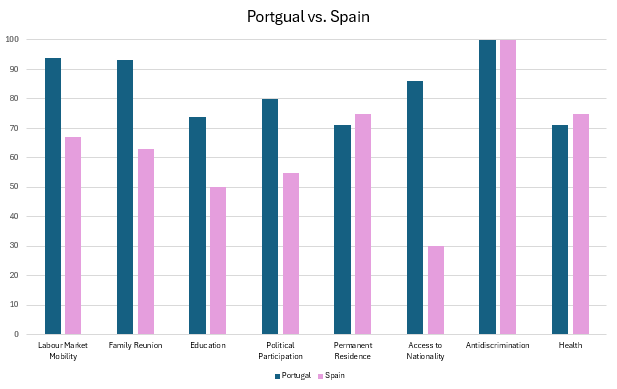 Portgual vs. Spain
100
90
80
70
60
50
40
30
20
10
0
Labour Market
Mobility
Family Reunion
Education
Political
Participation
Permanent
Residence
Access to
Nationality
Antidiscrimination
Health
Portugal Spain